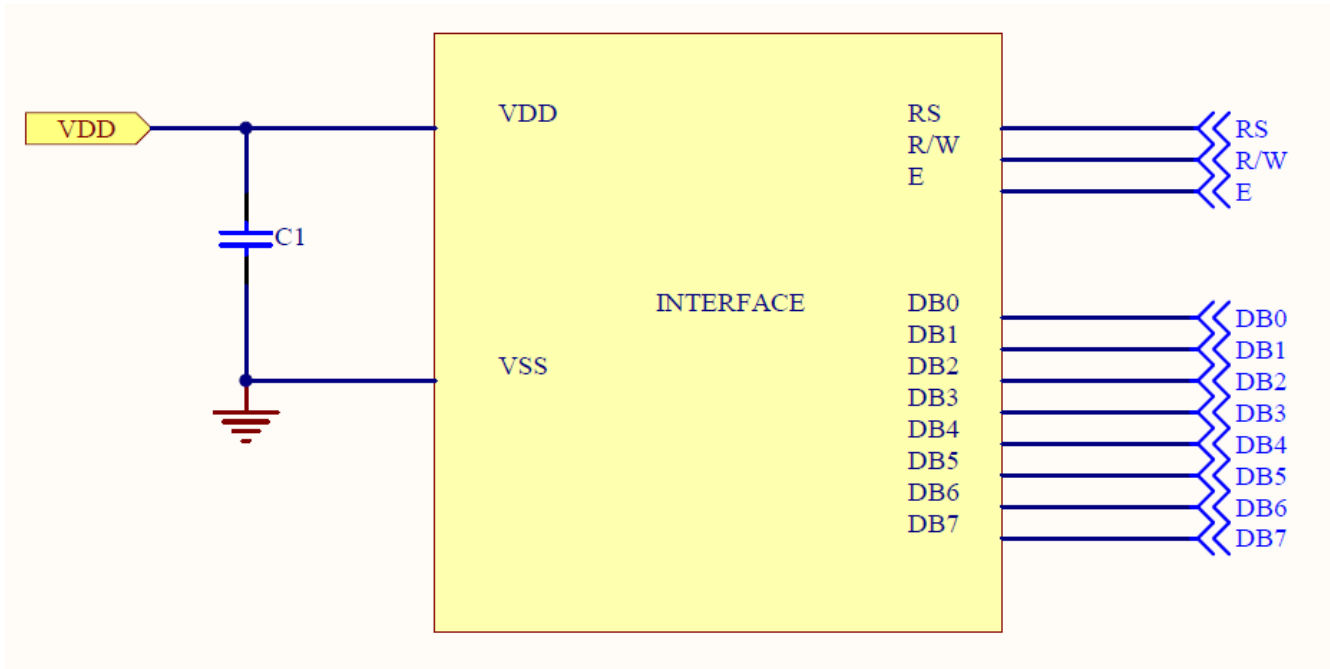 VDD
C1
VDD
VSS
INTERFACE
RS
R/W
E
DB0
DB1
DB2
DB3
DB4
DB5
DB6
DB7
RS
R/W
E
DB0
DB1
DB2
DB3
DB4
DB5
DB6
DB7